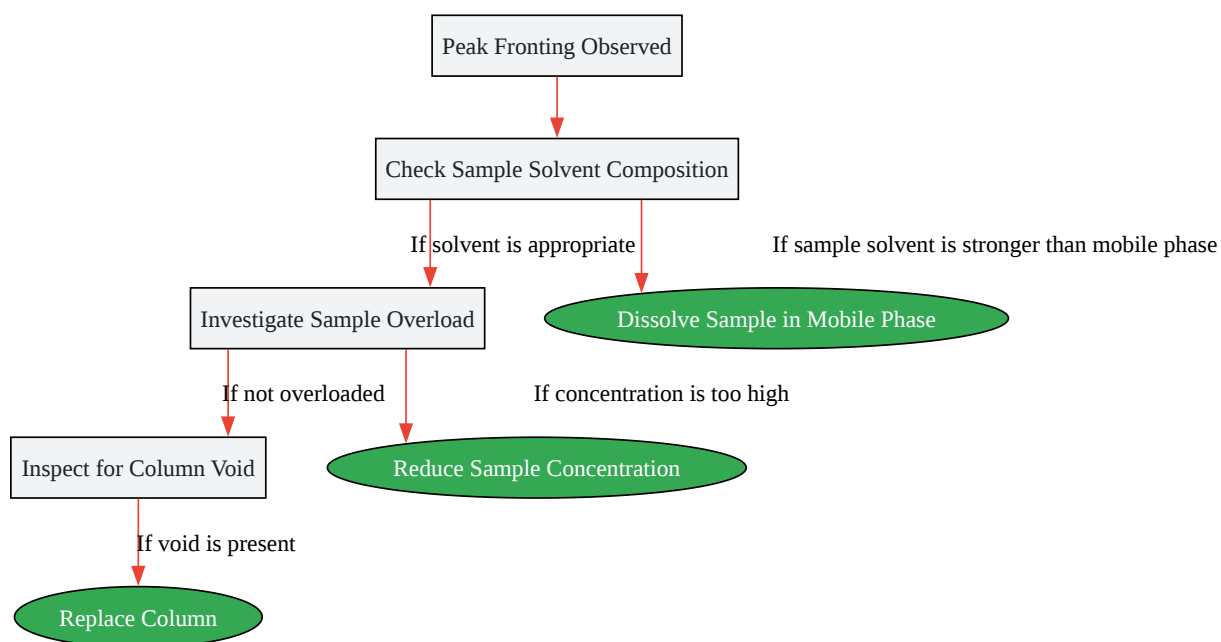 Peak Fronting Observed
Check Sample Solvent Composition
If solvent is appropriate
If sample solvent is stronger than mobile phase
Investigate Sample Overload
Dissolve Sample in Mobile Phase
If not overloaded
If concentration is too high
Inspect for Column Void
Reduce Sample Concentration
If void is present
Replace Column